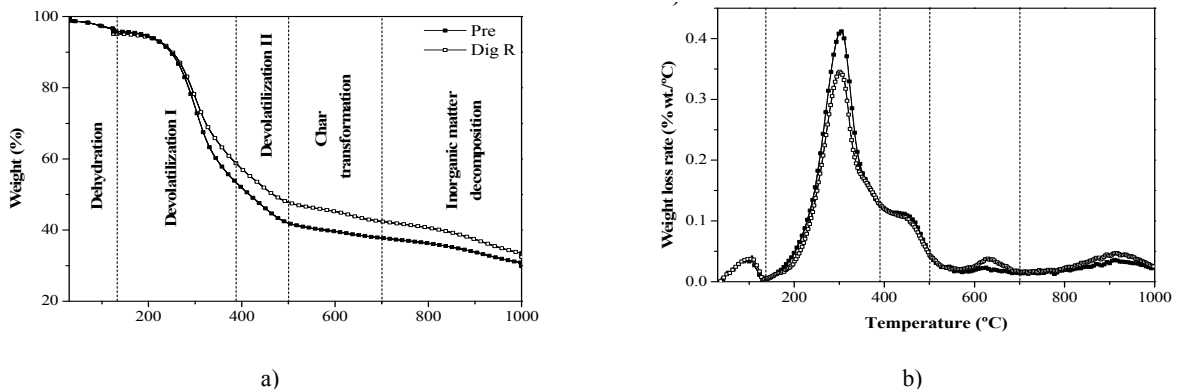 100
80
60
40
20
Weight (%)
200
400
600
800
1000
Dehydration
Devolatilization I
Devolatilization II
Char
transformation
Inorganic matter
decomposition
Pre
Dig R
a)
0.4
0.3
0.2
0.1
0.0
Weight loss rate (% wt./ºC)
200
400
600
800
1000
Temperature (ºC)
b)